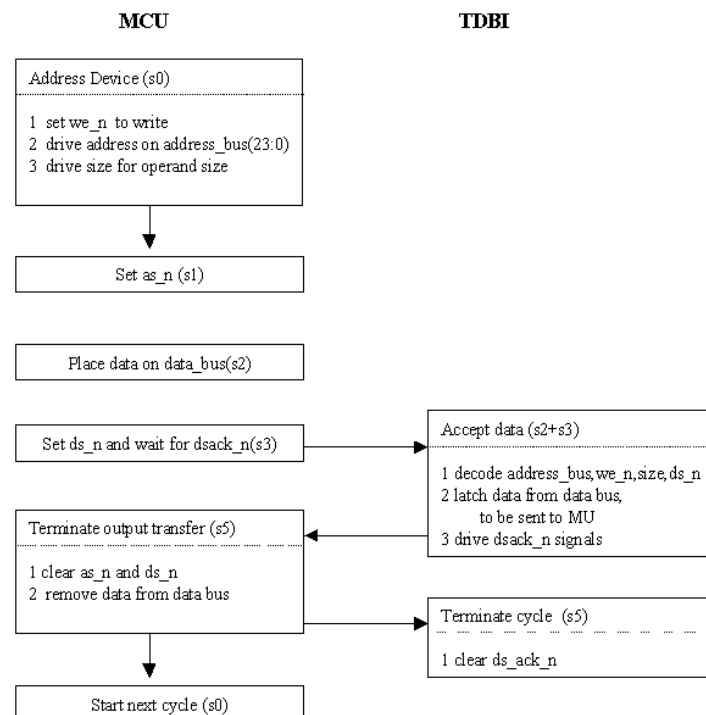 MCU
TDBI
Address Device (s0)
1 set we_n to write
2 drive address on address_bus(23:0)
3 drive size for operand size
Set as_n (s1)
Place data on data_bus(s2)
Set ds_n and wait for dsack_n(s3)
Accept data (s2+s3)
1 decode address_bus,we_n,size,ds_n
2 latch data from data bus,
to be sent to MU
3 drive dsack_n signals
Terminate output transfer (s5)
1 clear as_n and ds_n
2 remove data from data bus
Terminate cycle (s5)
1 clear ds_ack_n
Start next cycle (s0)